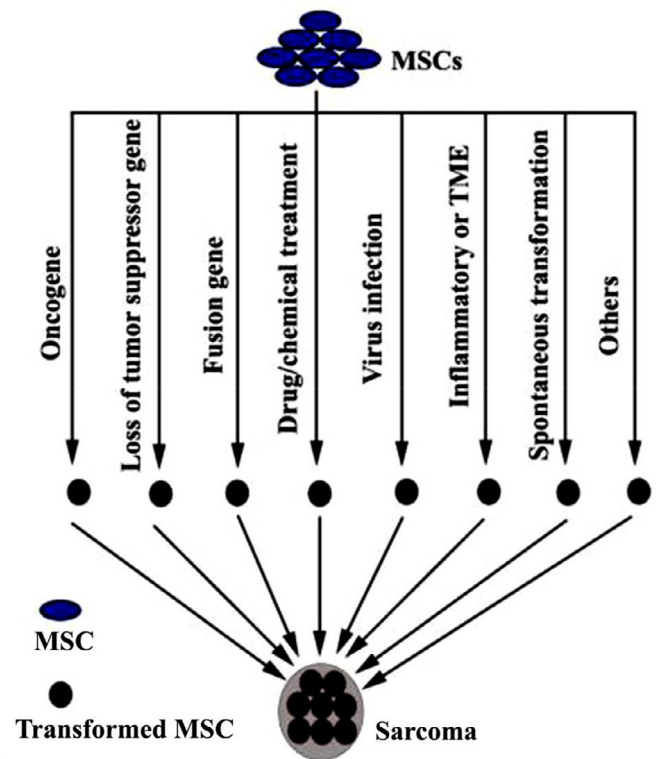 MSCs
Oncogene
Loss of tumor suppressor gene
Fusion gene
Drug/chemical treatment
Virus infection
Inflammatory or TME
Spontaneous transformation
Others
MSC
Transformed MSC
Sarcoma